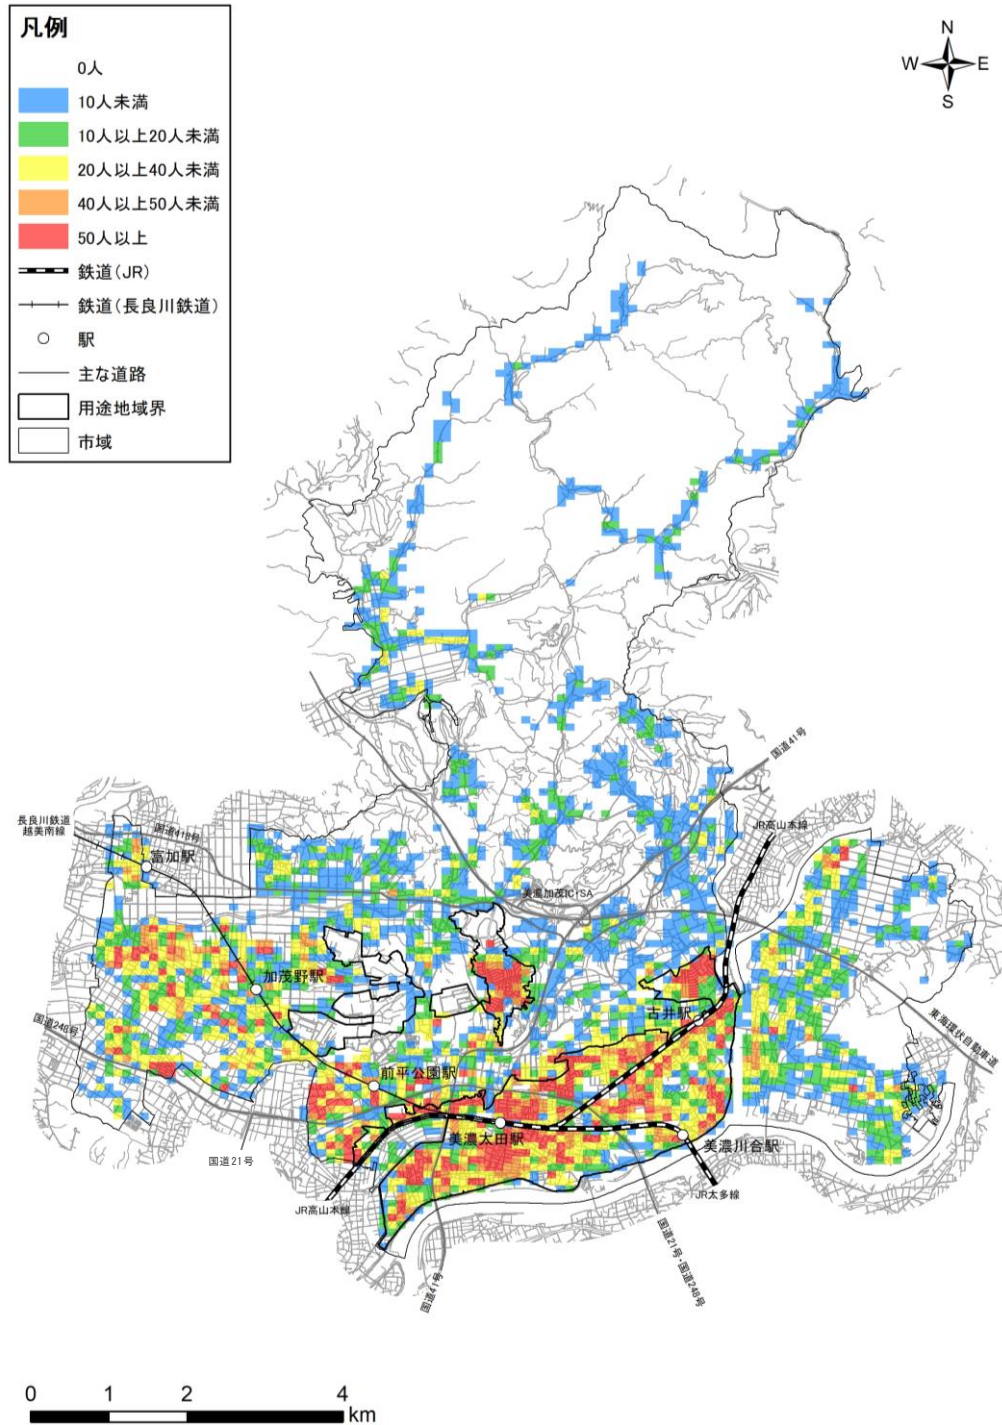 凡例
0人
10人未満
10人以上20人未満
20人以上40人未満
40人以上50人未満
50人以上
鉄道(JR)
鉄道(長良川鉄道)
駅
主な道路
用途地域界
市域
N
W
E
S
国道41号
長良川鉄道
越美南線
国道418号
JR高山本線
富加駅
美濃加茂IC・SA
加茂野駅
古井駅
国道248号
東海環状自動車道
前平公園駅
美濃太田駅
美濃川合駅
国道21号
JR高山本線
JR太多線
国道41号
国道21号・国道248号
0 1 2 4
km